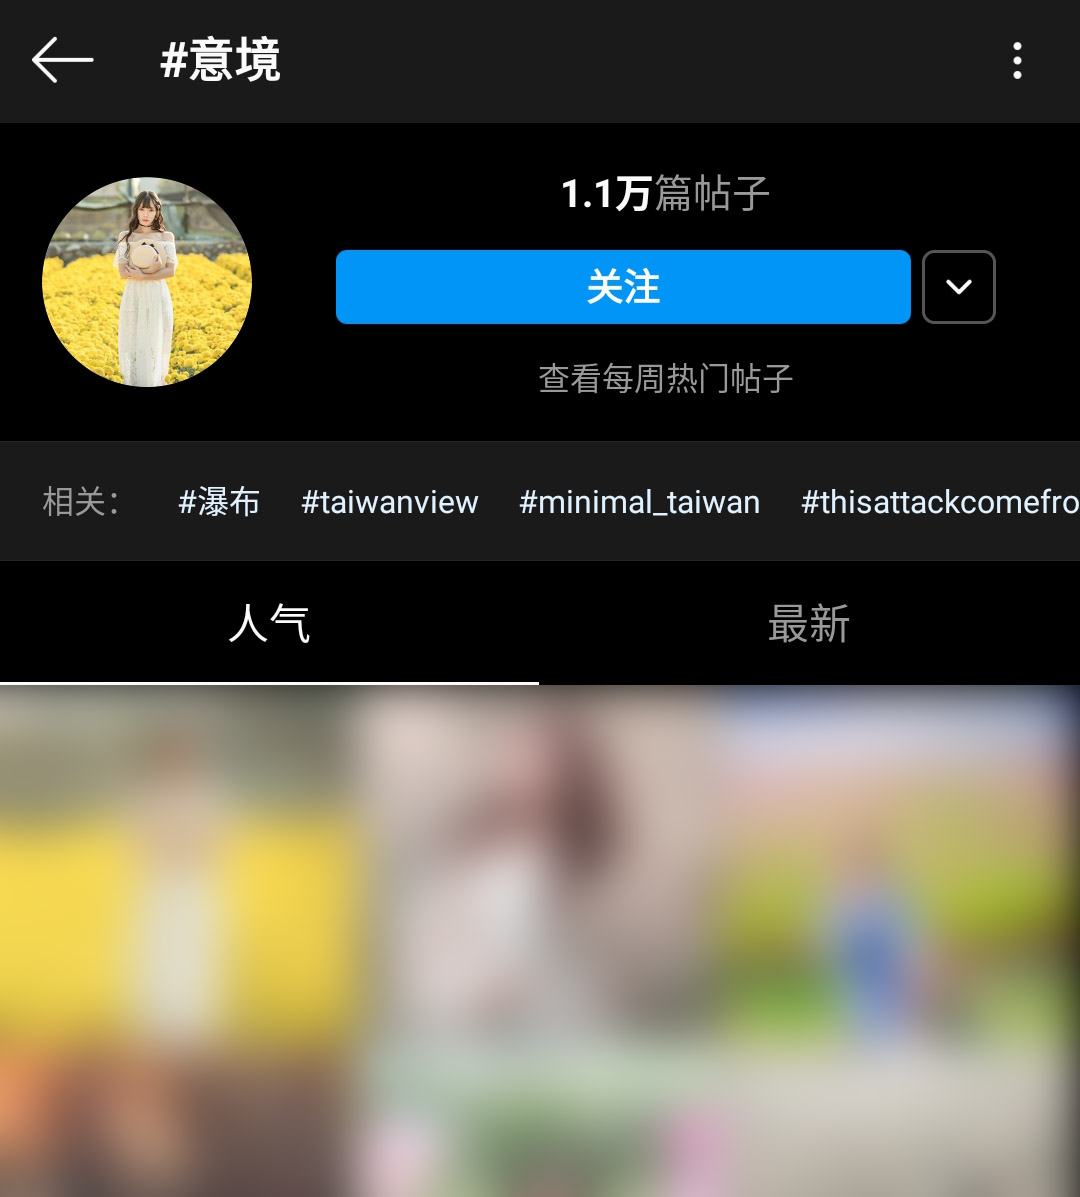 #意境
1.1万篇帖子
关注
查看每周热门帖子
相关： #瀑布 #taiwanview #minimal_taiwan #thisattackcomefro
人气 最新